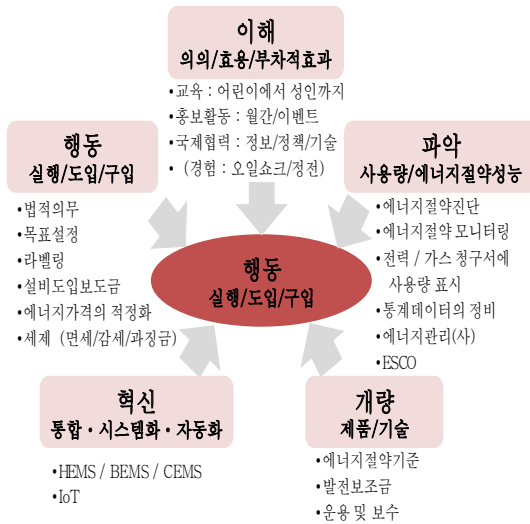 이해
의의/효용/부차적효과
•교육 : 어린이에서 성인까지
•홍보활동 : 월간/이벤트
•국제협력 : 정보/정책/기술
• (경험 : 오일쇼크/정전)
행동
실행/도입/구입
•법적의무
•목표설정
•라벨링
•설비도입보도금
•에너지가격의 적정화
•세제 (면세/감세/과징금)
파악
사용량/에너지절약성능
•에너지절약진단
•에너지절약 모니터링
•전력 / 가스 청구서에
사용량 표시
•통계데이터의 정비
•에너지관리(사)
•ESCO
행동
실행/도입/구입
혁신
통합・시스템화・자동화
•HEMS / BEMS / CEMS
•IoT
개량
제품/기술
•에너지절약기준
•발전보조금
•운용 및 보수